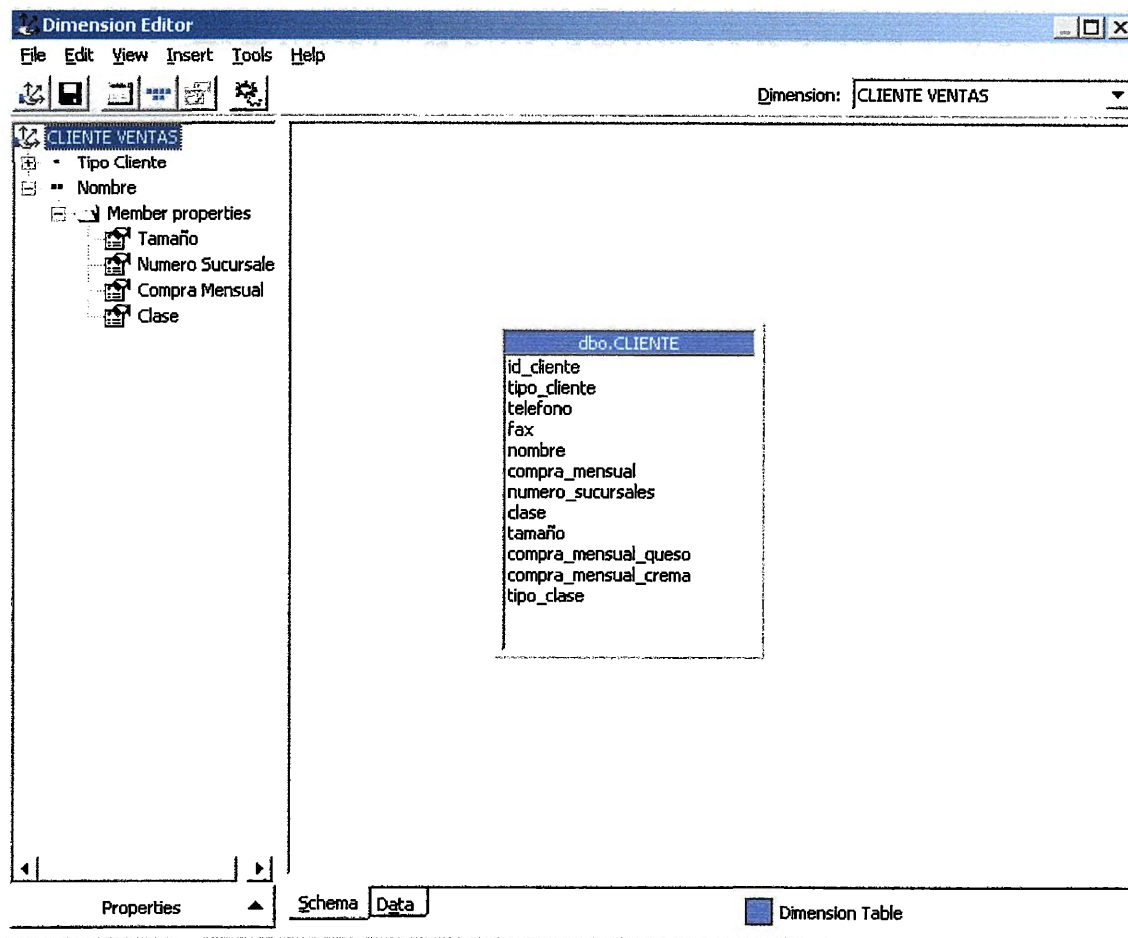 Dimension Editor
File Edit View Insert Tools Help
Dimension: CLIENTE VENTAS
CLIENTE VENTAS
Tipo Cliente
Nombre
Member properties
Tamaño
Numero Sucursale
Compra Mensual
Clase
dbo.CLIENTE
id_cliente
tipo_cliente
telefono
fax
nombre
compra_mensual
numero_sucursales
clase
tamaño
compra_mensual_queso
compra_mensual_crema
tipo_clase
Properties
Schema Data
Dimension Table